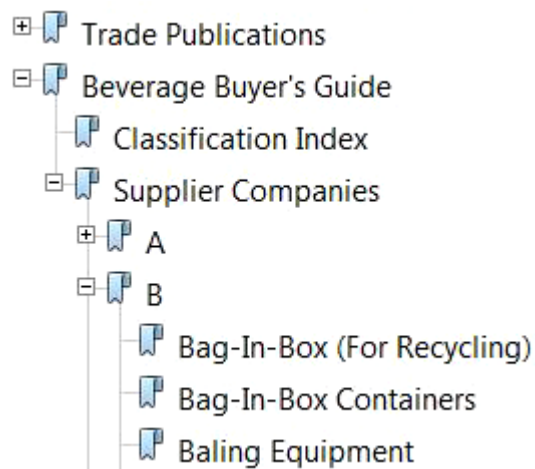 Trade Publications
Beverage Buyer's Guide
Classification Index
Supplier Companies
A
B
Bag-In-Box (For Recycling)
Bag-In-Box Containers
Baling Equipment